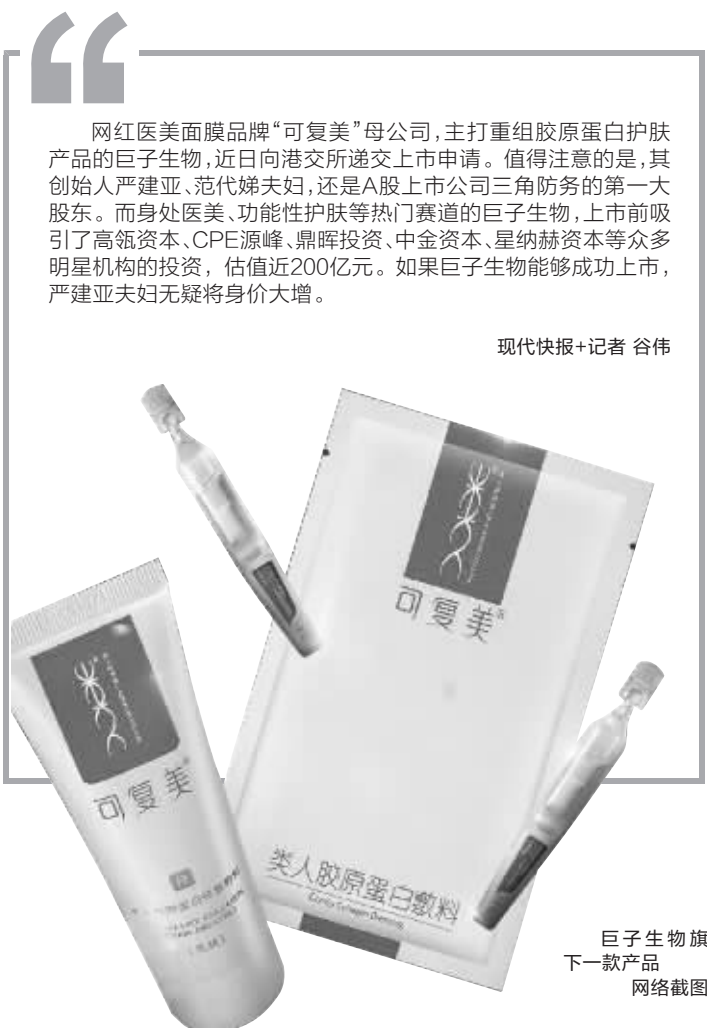 网红医美面膜品牌“可复美”母公司，主打重组胶原蛋白护肤
产品的巨子生物，近日向港交所递交上市申请。值得注意的是，其
创始人严建亚、范代娣夫妇，还是A股上市公司三角防务的第一大
股东。而身处医美、功能性护肤等热门赛道的巨子生物，上市前吸
引了高瓴资本、CPE源峰、鼎晖投资、中金资本、星纳赫资本等众多
明星机构的投资，估值近200亿元。如果巨子生物能够成功上市，
严建亚夫妇无疑将身价大增。
现代快报+记者 谷伟
可复美
可复美
类人胶原蛋白敷料
巨子生物旗
下一款产品
网络截图